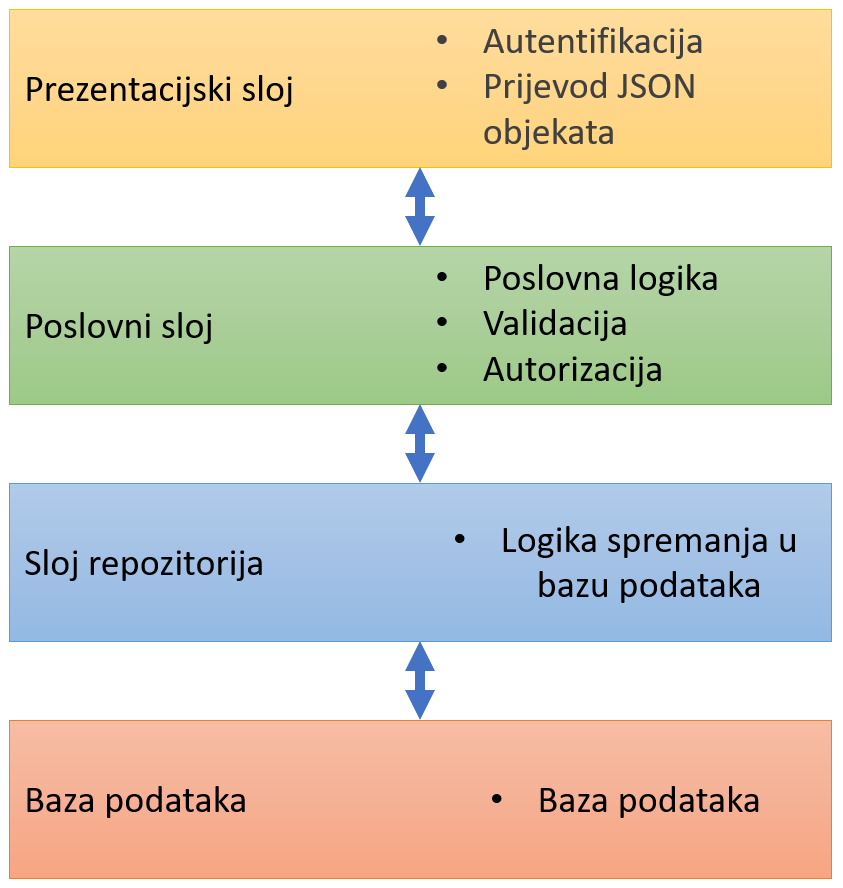 Prezentacijski sloj
• Autentifikacija
• Prijevod JSON
objekata
Poslovni sloj
• Poslovna logika
• Validacija
• Autorizacija
Sloj repozitorija
• Logika spremanja u
bazu podataka
Baza podataka
• Baza podataka